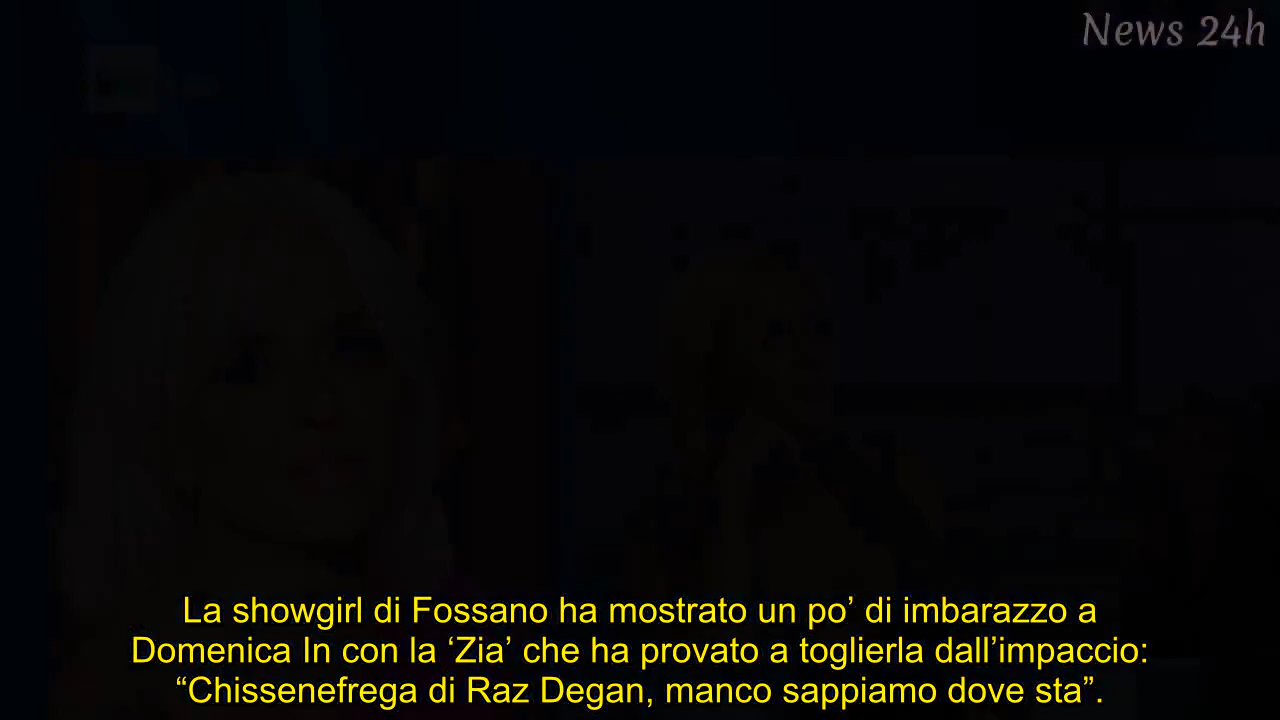 News 24h
La showgirl di Fossano ha mostrato un po’ di imbarazzo a
Domenica In con la ‘Zia’ che ha provato a toglierla dall’impaccio:
“Chissenefrega di Raz Degan, manco sappiamo dove sta”.